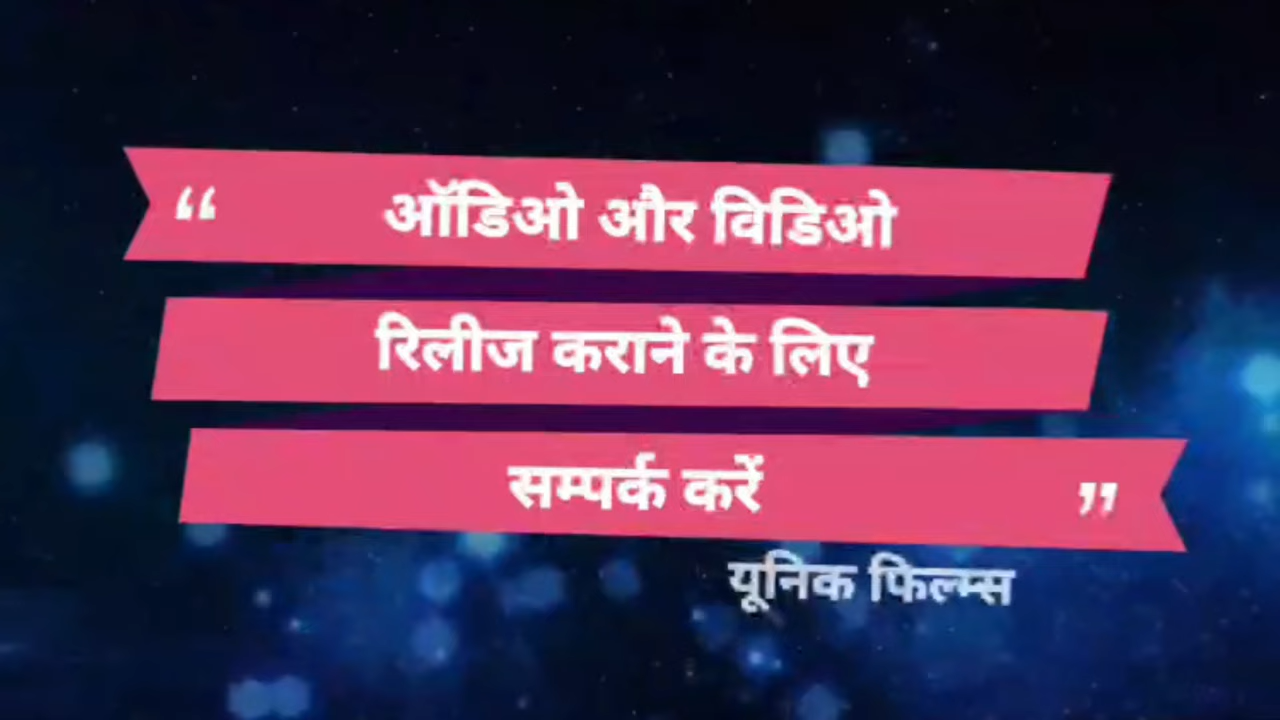 “ ऑडिओ और विडिओ
रिलीज कराने के लिए
सम्पर्क करें ”
यूनिक फिल्म्स